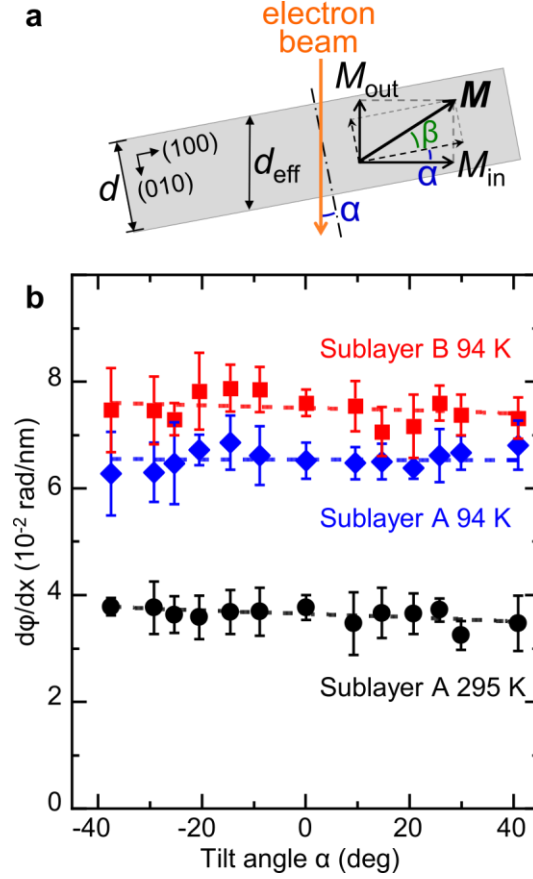 a
electron
beam
M_out
M
(100)
(010)
d
d_eff
β
α
M_in
α
b
8
6
4
2
0
dφ/dx (10⁻² rad/nm)
Sublayer B 94 K
Sublayer A 94 K
Sublayer A 295 K
-40 -20 0 20 40
Tilt angle α (deg)